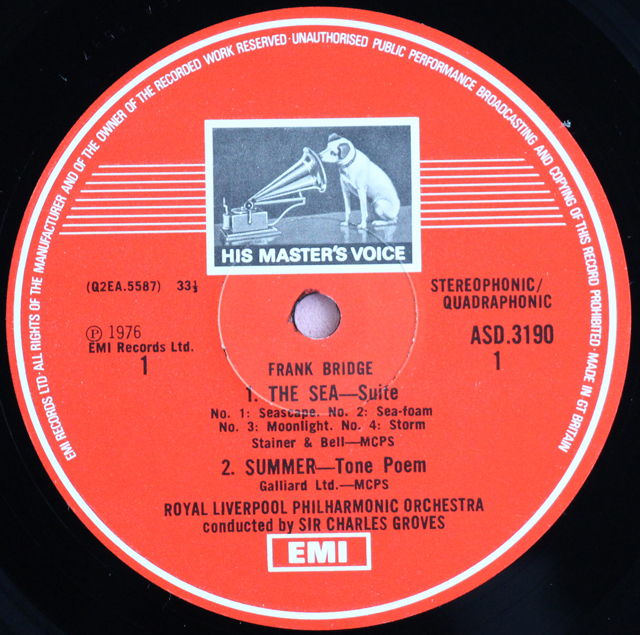 EMI RECORDS LTD·ALL RIGHTS OF THE MANUFACTURER AND OF THE OWNER OF THE RECORDED WORK RESERVED·UNAUTHORISED PUBLIC PERFORMANCE BROADCASTING AND COPYING OF THIS RECORD PROHIBITED·MADE IN GT BRITAIN
HIS MASTER'S VOICE
(Q2EA.5587) 33⅓
STEREOPHONIC/
QUADRAPHONIC
℗ 1976
EMI Records Ltd.
1
ASD.3190
1
FRANK BRIDGE
1. THE SEA—Suite
No. 1: Seascape. No. 2: Sea-foam
No. 3: Moonlight. No. 4: Storm
Stainer & Bell—MCPS
2. SUMMER—Tone Poem
Galliard Ltd.—MCPS
ROYAL LIVERPOOL PHILHARMONIC ORCHESTRA
conducted by SIR CHARLES GROVES
EMI